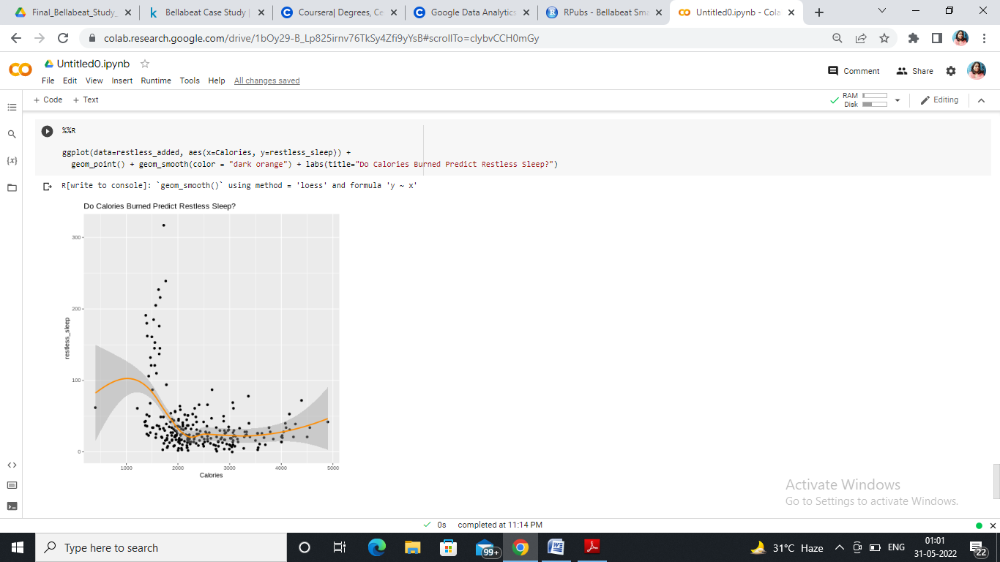 Final_Bellabeat_Study_
Bellabeat Case Study |
Coursera| Degrees, Ce
Google Data Analytics
RPubs - Bellabeat Sma
Untitled0.ipynb - Cola
colab.research.google.com/drive/1bOy29-B_Lp825irnv76TkSy4Zfi9yYsB#scrollTo=clybvCCH0mGy
Untitled0.ipynb
Comment
Share
File Edit View Insert Runtime Tools Help All changes saved
+ Code + Text
RAM
Disk
Editing
%%R
ggplot(data=restless_added, aes(x=Calories, y=restless_sleep)) +
geom_point() + geom_smooth(color = "dark orange") + labs(title="Do Calories Burned Predict Restless Sleep?")
R[write to console]: `geom_smooth()` using method = 'loess' and formula 'y ~ x'
Do Calories Burned Predict Restless Sleep?
300
200
restless_sleep
100
0
1000 2000 3000 4000 5000
Calories
Activate Windows
Go to Settings to activate Windows.
0s completed at 11:14 PM
Type here to search
99+
31°C Haze
ENG
01:01
31-05-2022
22